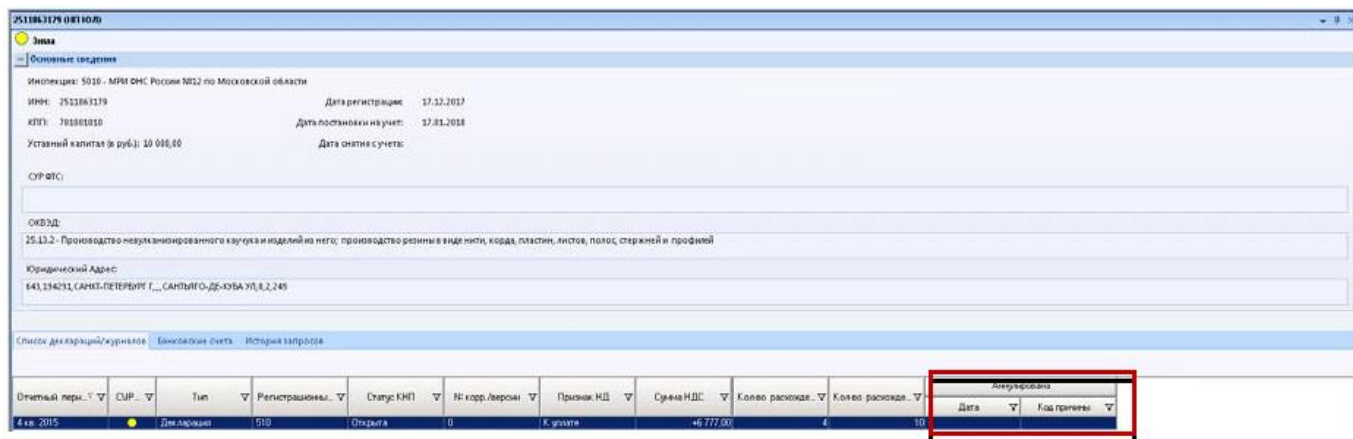 2511863179 (НП ЮЛ)
Зима
Основные сведения
Инспекция: 5010 - МРИ ФНС России №12 по Московской области
ИНН: 2511863179 Дата регистрации: 17.12.2017
КПП: 701801010 Дата постановки на учет: 17.01.2018
Уставный капитал (в руб.): 10 000,00 Дата снятия с учета:
СУР ФТС:
ОКВЭД:
25.13.2 - Производство невулканизированного каучука и изделий из него; производство резины в виде нити, корда, пластин, листов, полос, стержней и профилей
Юридический Адрес:
643,194291,САНКТ-ПЕТЕРБУРГ Г,,,САНТЬЯГО-ДЕ-КУБА УЛ,8,2,249
Список деклараций/журналов Банковские счета История запросов
Аннулирована
Отчетный пери.. СУР.. Тип Регистрационны.. Статус КНП № корр./версии Признак НД Сумма НДС Кол-во расхожде.. Кол-во расхожде.. Дата Код причины
4 кв. 2015 Декларация 510 Открыта 0 К уплате +6 777,00 4 10